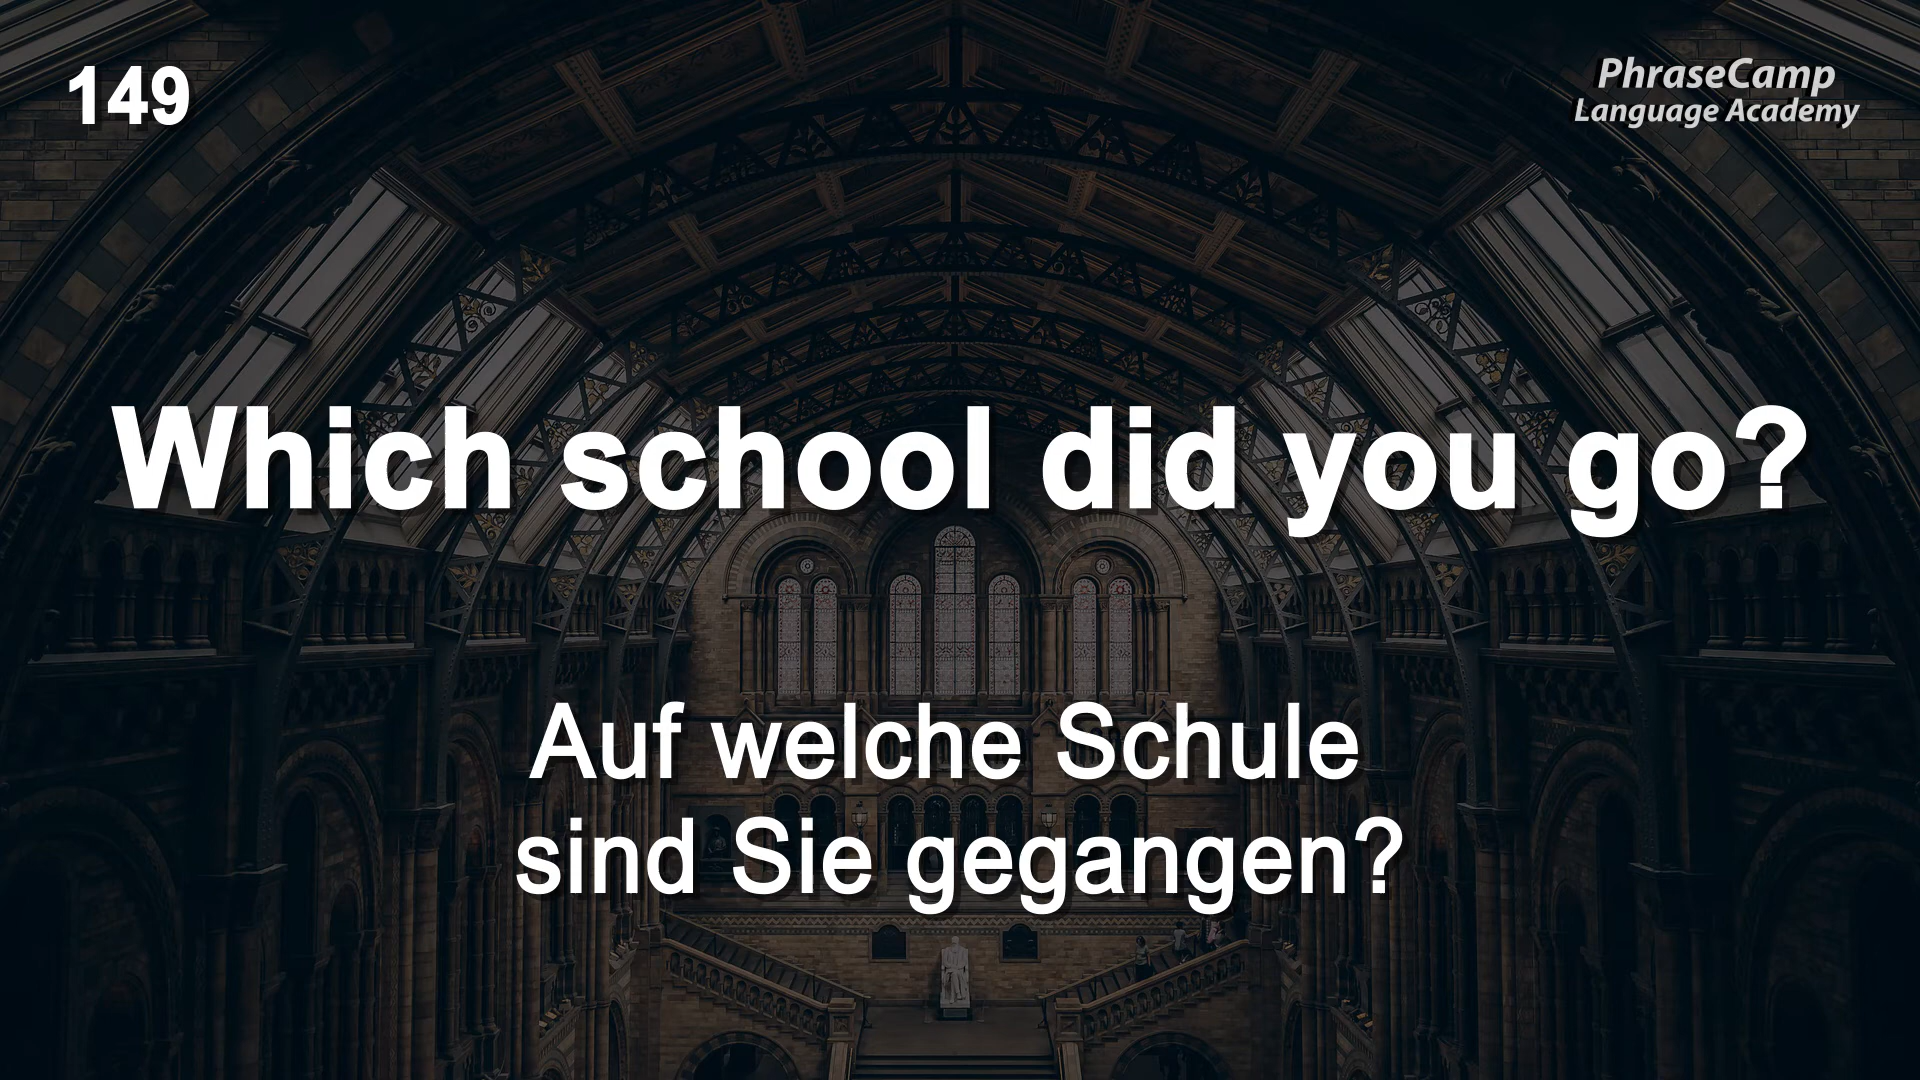 149
PhraseCamp
Language Academy
Which school did you go?
Auf welche Schule
sind Sie gegangen?